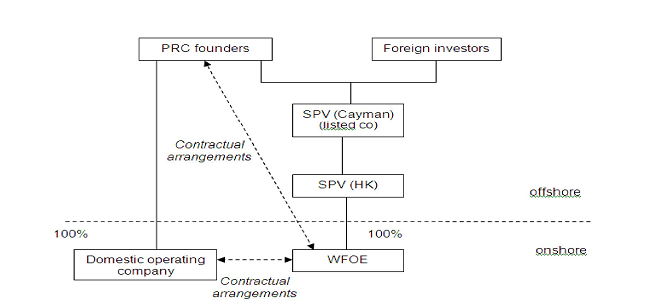 PRC founders
Foreign investors
SPV (Cayman)
(listed co)
Contractual
arrangements
SPV (HK)
offshore
100%
100%
onshore
Domestic operating
company
WFOE
Contractual
arrangements